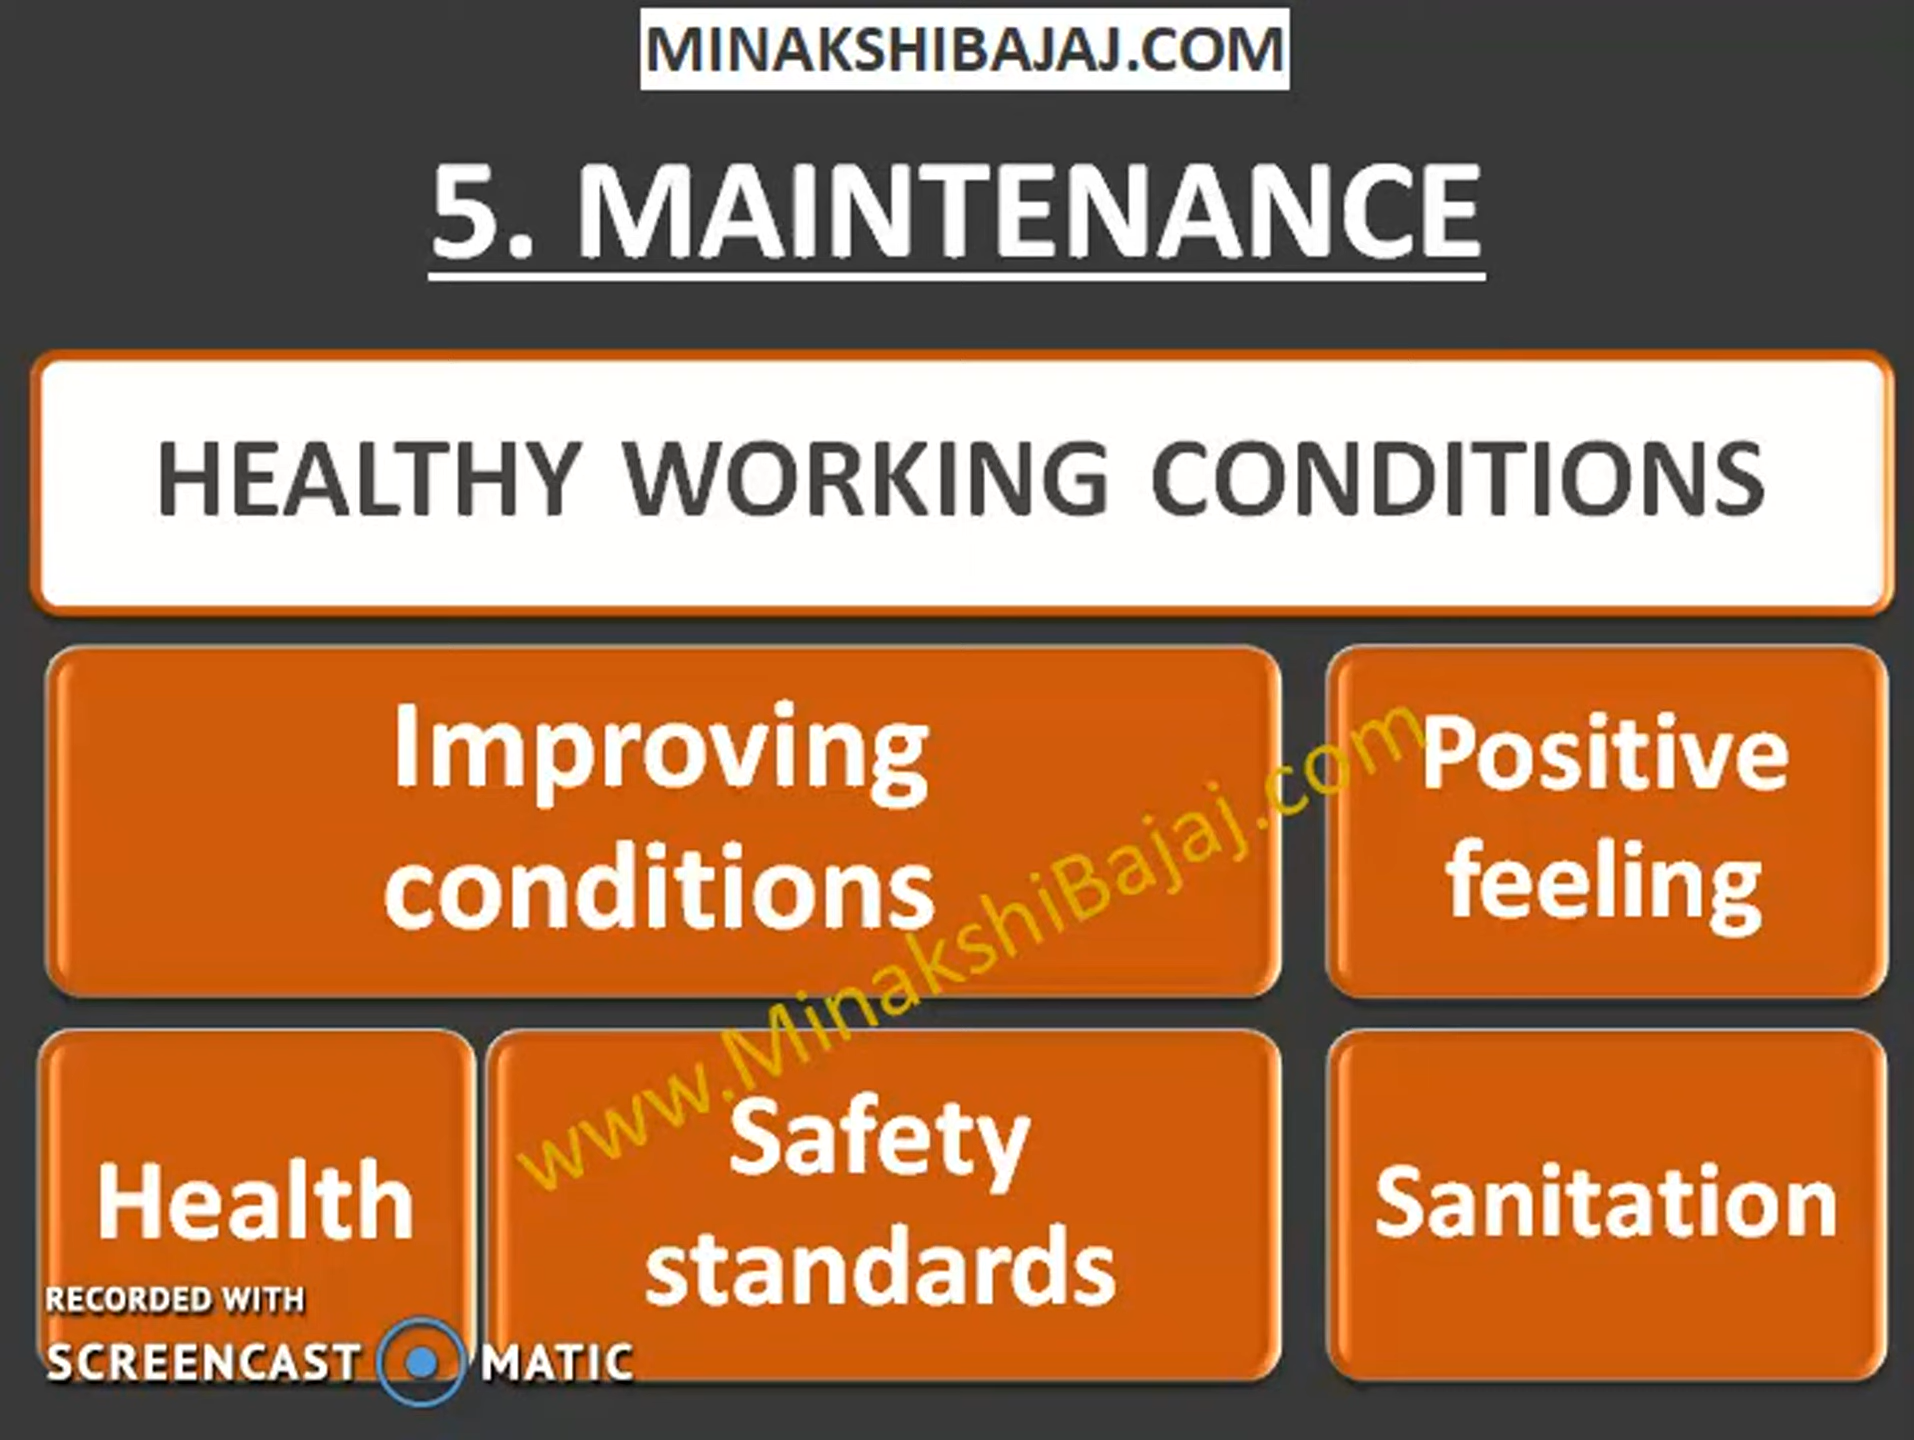 MINAKSHIBAJAJ.COM
5. MAINTENANCE
HEALTHY WORKING CONDITIONS
Improving
conditions
Positive
feeling
www.MinakshiBajaj.com
Health
Safety
standards
Sanitation
RECORDED WITH
SCREENCAST MATIC